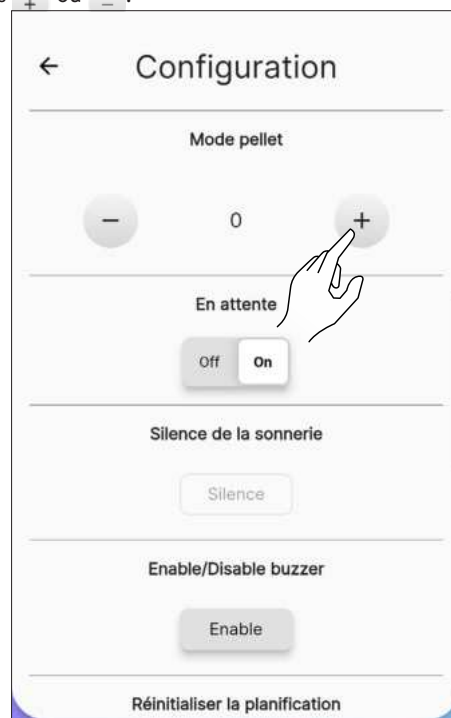 + ou − .
← Configuration
Mode pellet
− 0 +
En attente
Off On
Silence de la sonnerie
Silence
Enable/Disable buzzer
Enable
Réinitialiser la planification